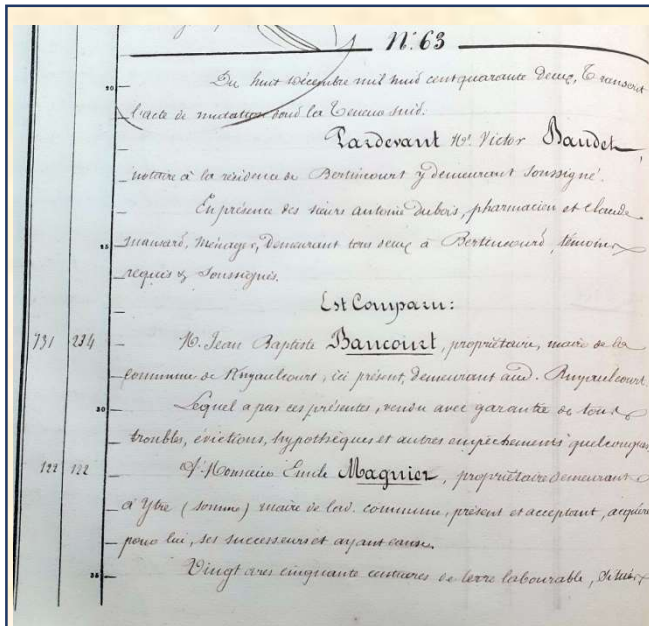 N.° 63
20
Du huit décembre mil huit cent quarante deux, Transcrit
l'acte de mutation dont la Teneur suit.
Pardevant Me. Victor Baudet
notaire à la résidence de Bertincourt y demeurant soussigné.
En présence des sieurs antoine dubois, pharmacien et Claude
25 ménager, demeurant tous deux à Bertincourt, témoins
requis & soussignés.
Est Comparu:
731 234 M. Jean Baptiste Bancourt, propriétaire, maire de la
commune de Ruyaulcourt, ici présent, demeurant aud. Ruyaulcourt.
30 Lequel a par ces présentes, vendu avec garantie de tous
troubles, évictions, hypothèques et autres empêchements quelconques,
122 122 A Monsieur Emile Magnier, propriétaire demeurant
à Ytre (somme) maire de lad. commune, présent et acceptant, acquéreur
pour lui, ses successeurs et ayant cause.
35 Vingt ares cinquante centiares de terre labourable, situés